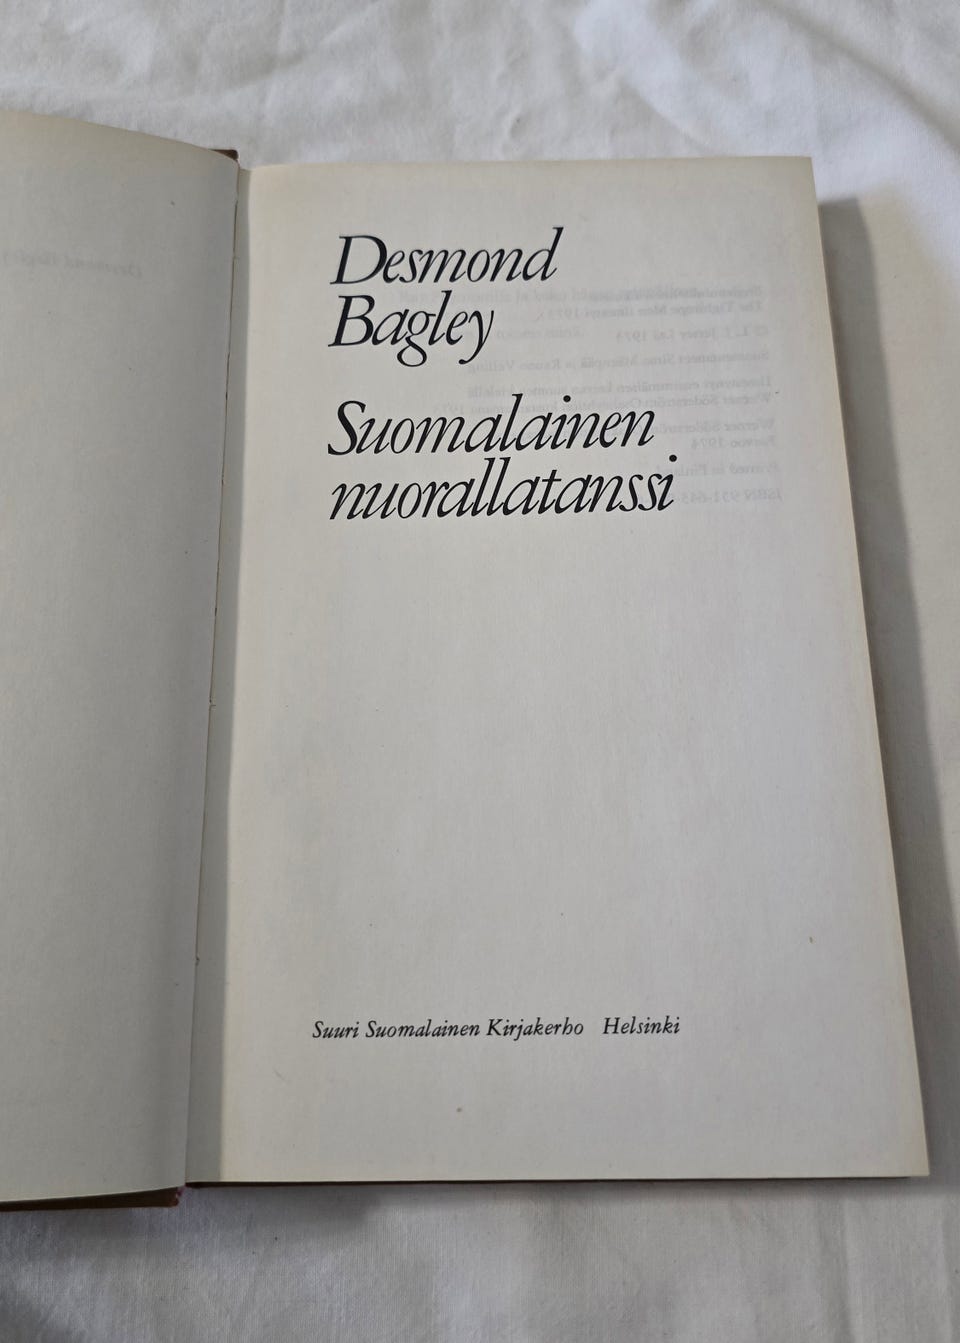 Desmond
Bagley
Suomalainen
nuorallatanssi
Suuri Suomalainen Kirjakerho Helsinki